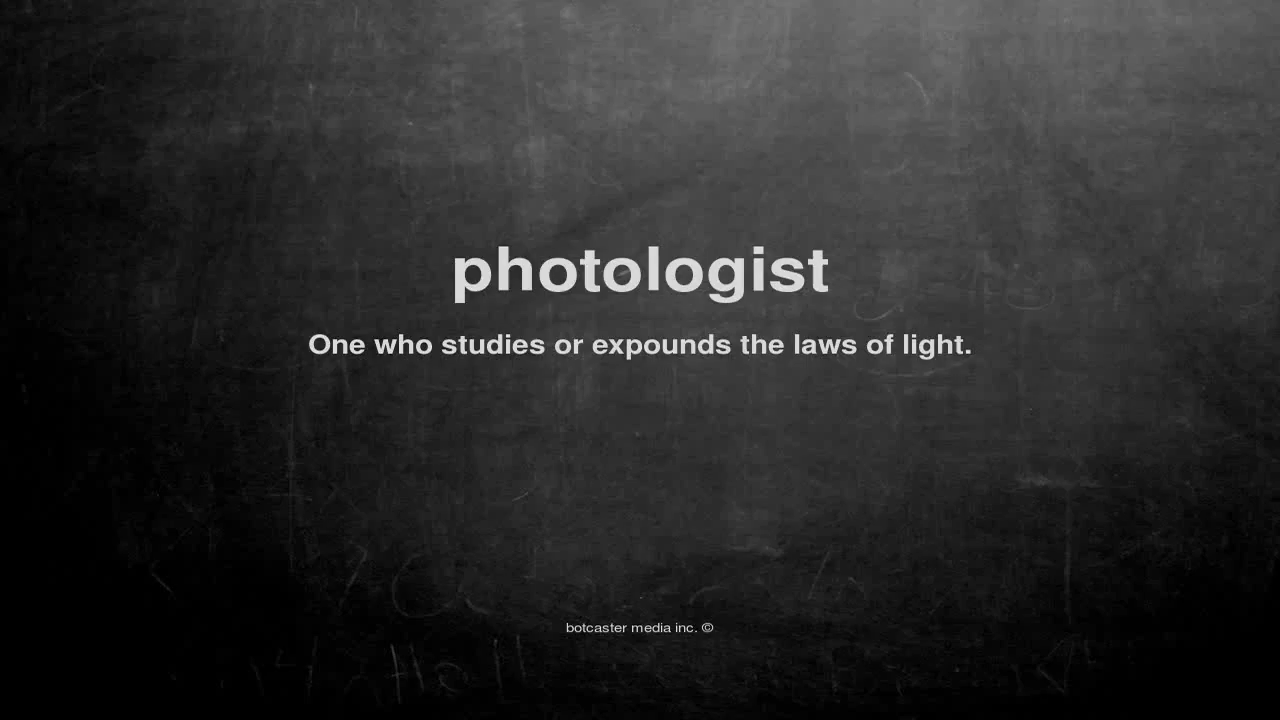 photologist
One who studies or expounds the laws of light.
botcaster media inc. ©